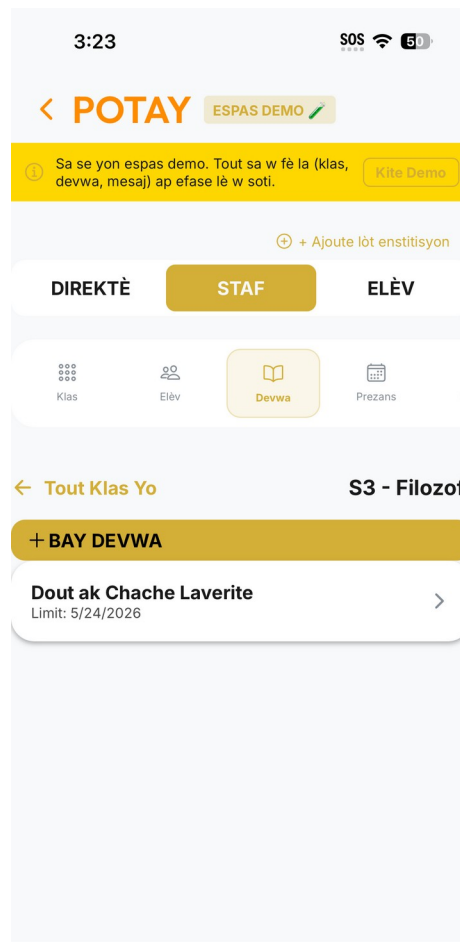 3:23 SOS 50
POTAY ESPAS DEMO
Sa se yon espas demo. Tout sa w fè la (klas,
devwa, mesaj) ap efase lè w soti.
Kite Demo
+ Ajoute lòt enstitisyon
DIREKTÈ STAF ELÈV
Klas Elèv Devwa Prezans
← Tout Klas Yo S3 - Filozof
+ BAY DEVWA
Dout ak Chache Laverite
Limit: 5/24/2026